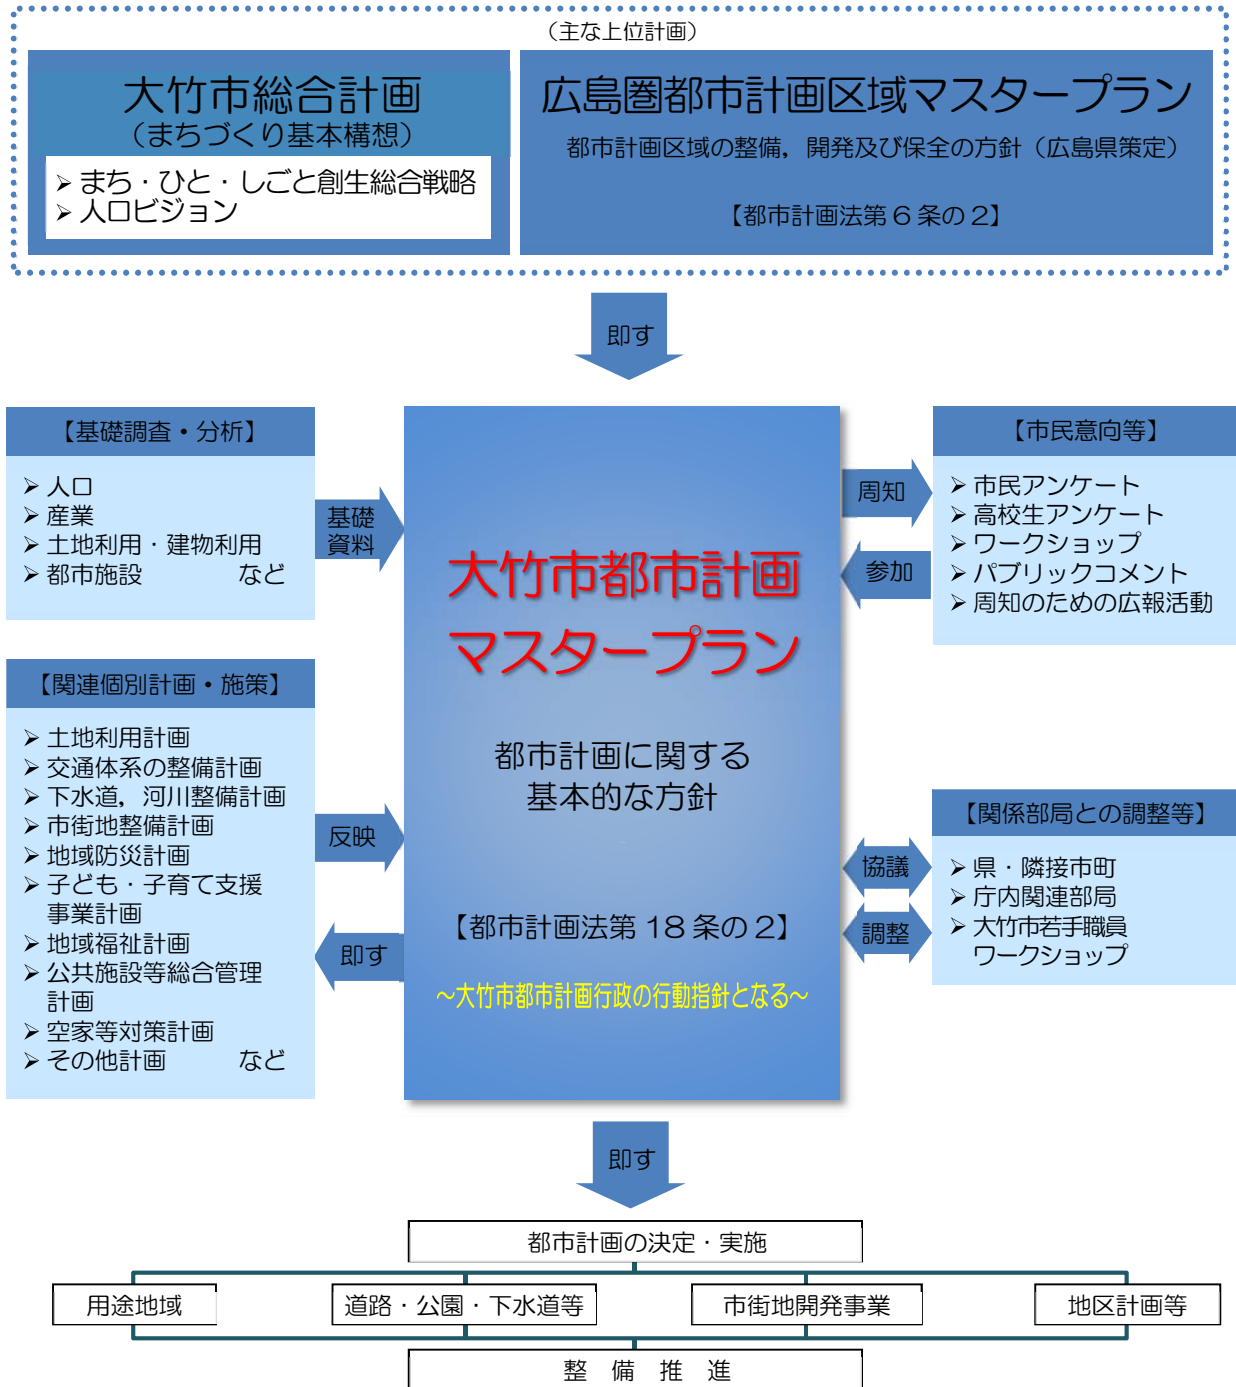 （主な上位計画）
大竹市総合計画
（まちづくり基本構想）
➢ まち・ひと・しごと創生総合戦略
➢ 人口ビジョン
広島圏都市計画区域マスタープラン
都市計画区域の整備，開発及び保全の方針（広島県策定）
【都市計画法第６条の２】
即す
【基礎調査・分析】
➢ 人口
➢ 産業
➢ 土地利用・建物利用
➢ 都市施設　　　　など
基礎
資料
【関連個別計画・施策】
➢ 土地利用計画
➢ 交通体系の整備計画
➢ 下水道，河川整備計画
➢ 市街地整備計画
➢ 地域防災計画
➢ 子ども・子育て支援
事業計画
➢ 地域福祉計画
➢ 公共施設等総合管理
計画
➢ 空家等対策計画
➢ その他計画　　　など
反映
即す
大竹市都市計画
マスタープラン
都市計画に関する
基本的な方針
【都市計画法第 18 条の２】
～大竹市都市計画行政の行動指針となる～
周知
参加
【市民意向等】
➢ 市民アンケート
➢ 高校生アンケート
➢ ワークショップ
➢ パブリックコメント
➢ 周知のための広報活動
協議
調整
【関係部局との調整等】
➢ 県・隣接市町
➢ 庁内関連部局
➢ 大竹市若手職員
ワークショップ
即す
都市計画の決定・実施
用途地域
道路・公園・下水道等
市街地開発事業
地区計画等
整　備　推　進